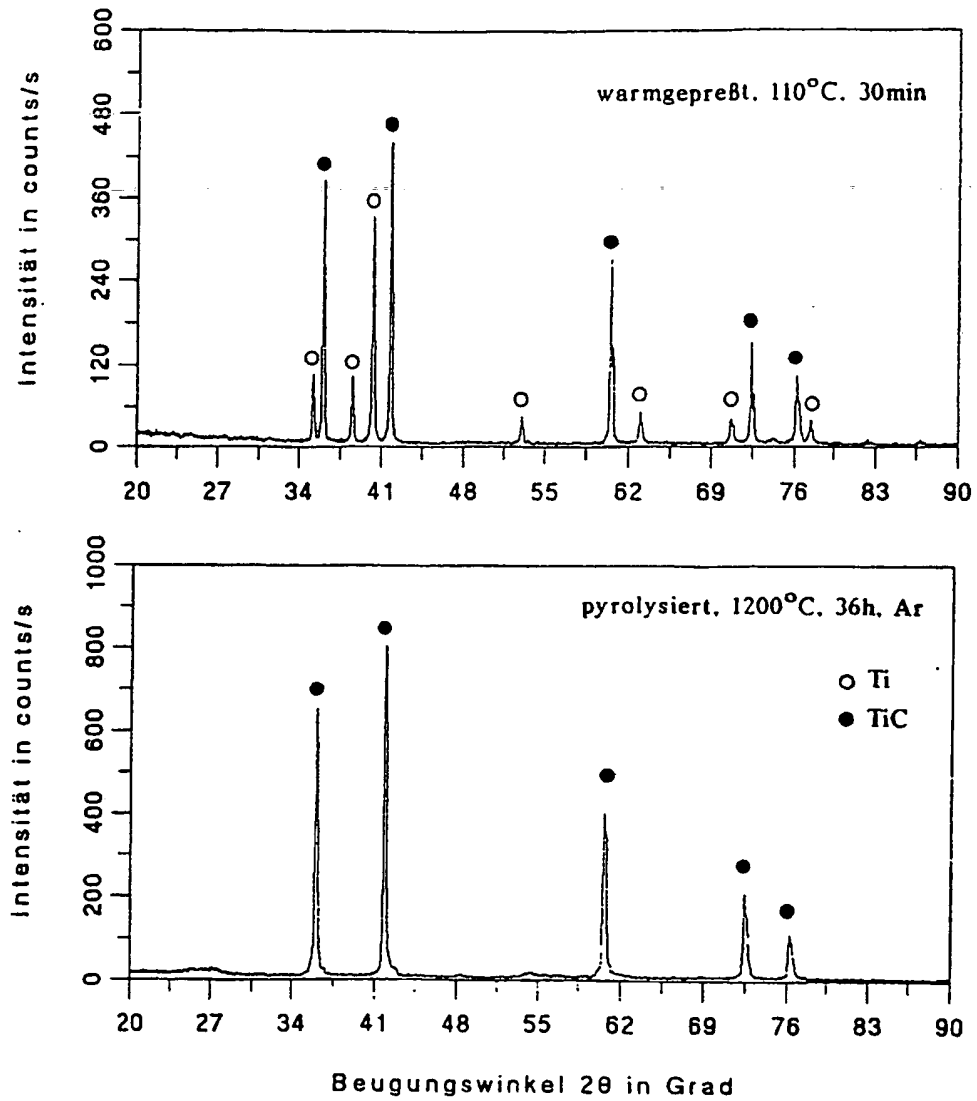 600
480
360
240
120
0
Intensität in counts/s
warmgepreßt, 110°C, 30min
20 27 34 41 48 55 62 69 76 83 90
1000
800
600
400
200
0
Intensität in counts/s
pyrolysiert, 1200°C, 36h, Ar
Ti
TiC
20 27 34 41 48 55 62 69 76 83 90
Beugungswinkel 2θ in Grad